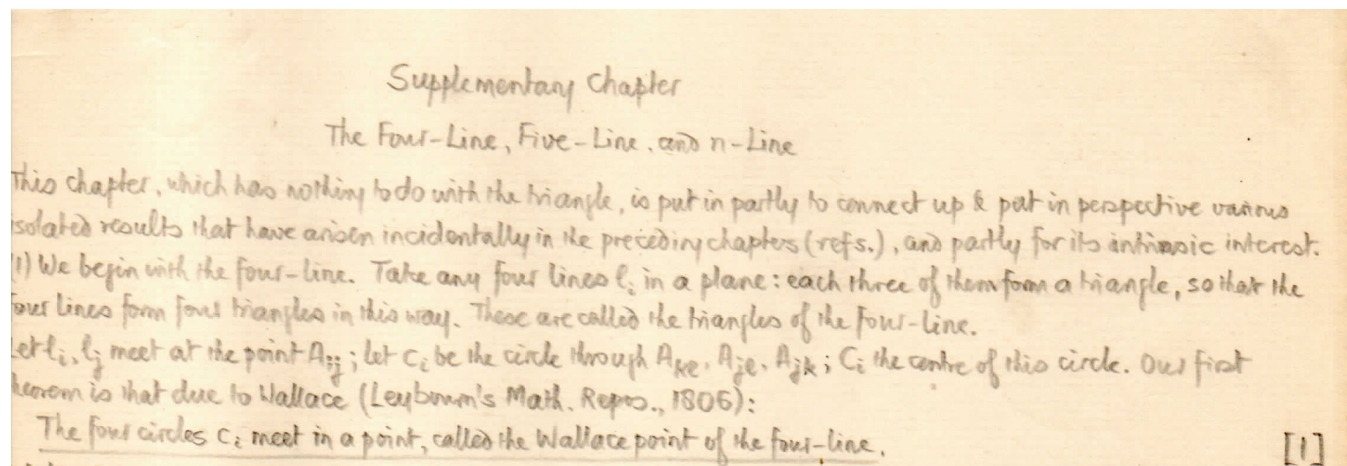 Supplementary Chapter
The Four-Line, Five-Line, and n-Line
This chapter, which has nothing to do with the triangle, is put in partly to connect up & put in perspective various
isolated results that have arisen incidentally in the preceding chapters (refs.), and partly for its intrinsic interest.
(1) We begin with the four-line. Take any four lines lᵢ in a plane: each three of them form a triangle, so that the
four lines form four triangles in this way. These are called the triangles of the four-line.
Let lᵢ, lⱼ meet at the point Aᵢⱼ; let cᵢ be the circle through Aₖₗ, Aⱼₗ, Aⱼₖ; Cᵢ the centre of this circle. Our first
theorem is that due to Wallace (Leybourn's Math. Repos., 1806):
The four circles cᵢ meet in a point, called the Wallace point of the four-line. [1]